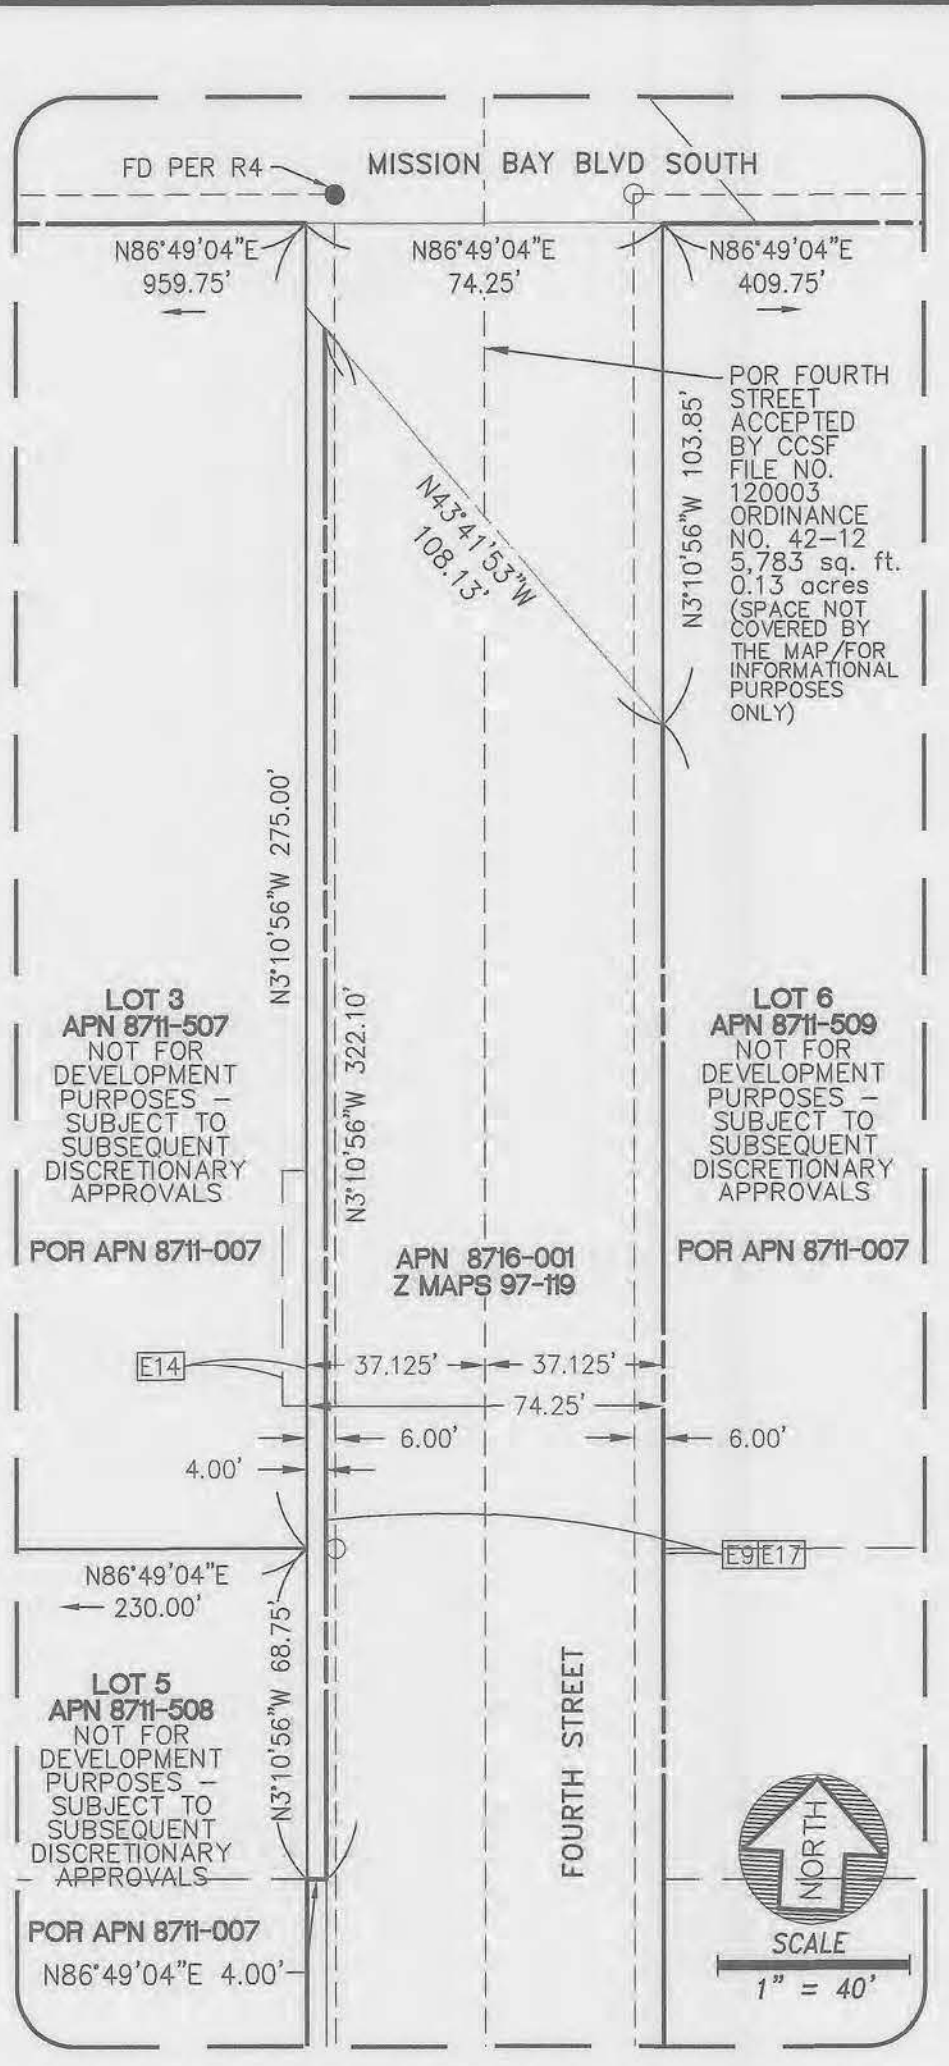 FD PER R4
MISSION BAY BLVD SOUTH
N86°49'04"E
959.75'
N86°49'04"E
74.25'
N86°49'04"E
409.75'
POR FOURTH
STREET
ACCEPTED
BY CCSF
FILE NO.
120003
ORDINANCE
NO. 42-12
5,783 sq. ft.
0.13 acres
(SPACE NOT
COVERED BY
THE MAP/FOR
INFORMATIONAL
PURPOSES
ONLY)
N3°10'56"W 103.85'
N43°41'53"W
108.13'
N3°10'56"W 275.00'
N3°10'56"W 322.10'
LOT 3
APN 8711-507
NOT FOR
DEVELOPMENT
PURPOSES –
SUBJECT TO
SUBSEQUENT
DISCRETIONARY
APPROVALS
POR APN 8711-007
LOT 6
APN 8711-509
NOT FOR
DEVELOPMENT
PURPOSES –
SUBJECT TO
SUBSEQUENT
DISCRETIONARY
APPROVALS
POR APN 8711-007
APN 8716-001
Z MAPS 97-119
E14
37.125'
37.125'
74.25'
6.00'
6.00'
4.00'
E9 E17
N86°49'04"E
230.00'
N3°10'56"W 68.75'
LOT 5
APN 8711-508
NOT FOR
DEVELOPMENT
PURPOSES –
SUBJECT TO
SUBSEQUENT
DISCRETIONARY
APPROVALS
POR APN 8711-007
N86°49'04"E 4.00'
FOURTH STREET
NORTH
SCALE
1" = 40'